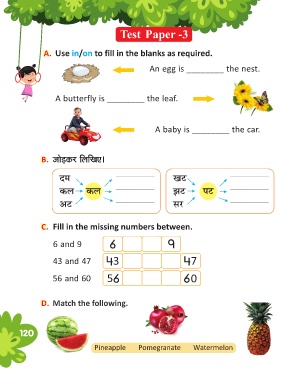 Test Paper -3
A. Use in/on to fill in the blanks as required.
An egg is ________ the nest.
A butterfly is ________ the leaf.
A baby is ________ the car.
B. जोड़कर लिखिए।
दम
कल कल
अट
खट
झट पट
सर
C. Fill in the missing numbers between.
6 and 9 6 9
43 and 47 43 47
56 and 60 56 60
D. Match the following.
120
Pineapple Pomegranate Watermelon